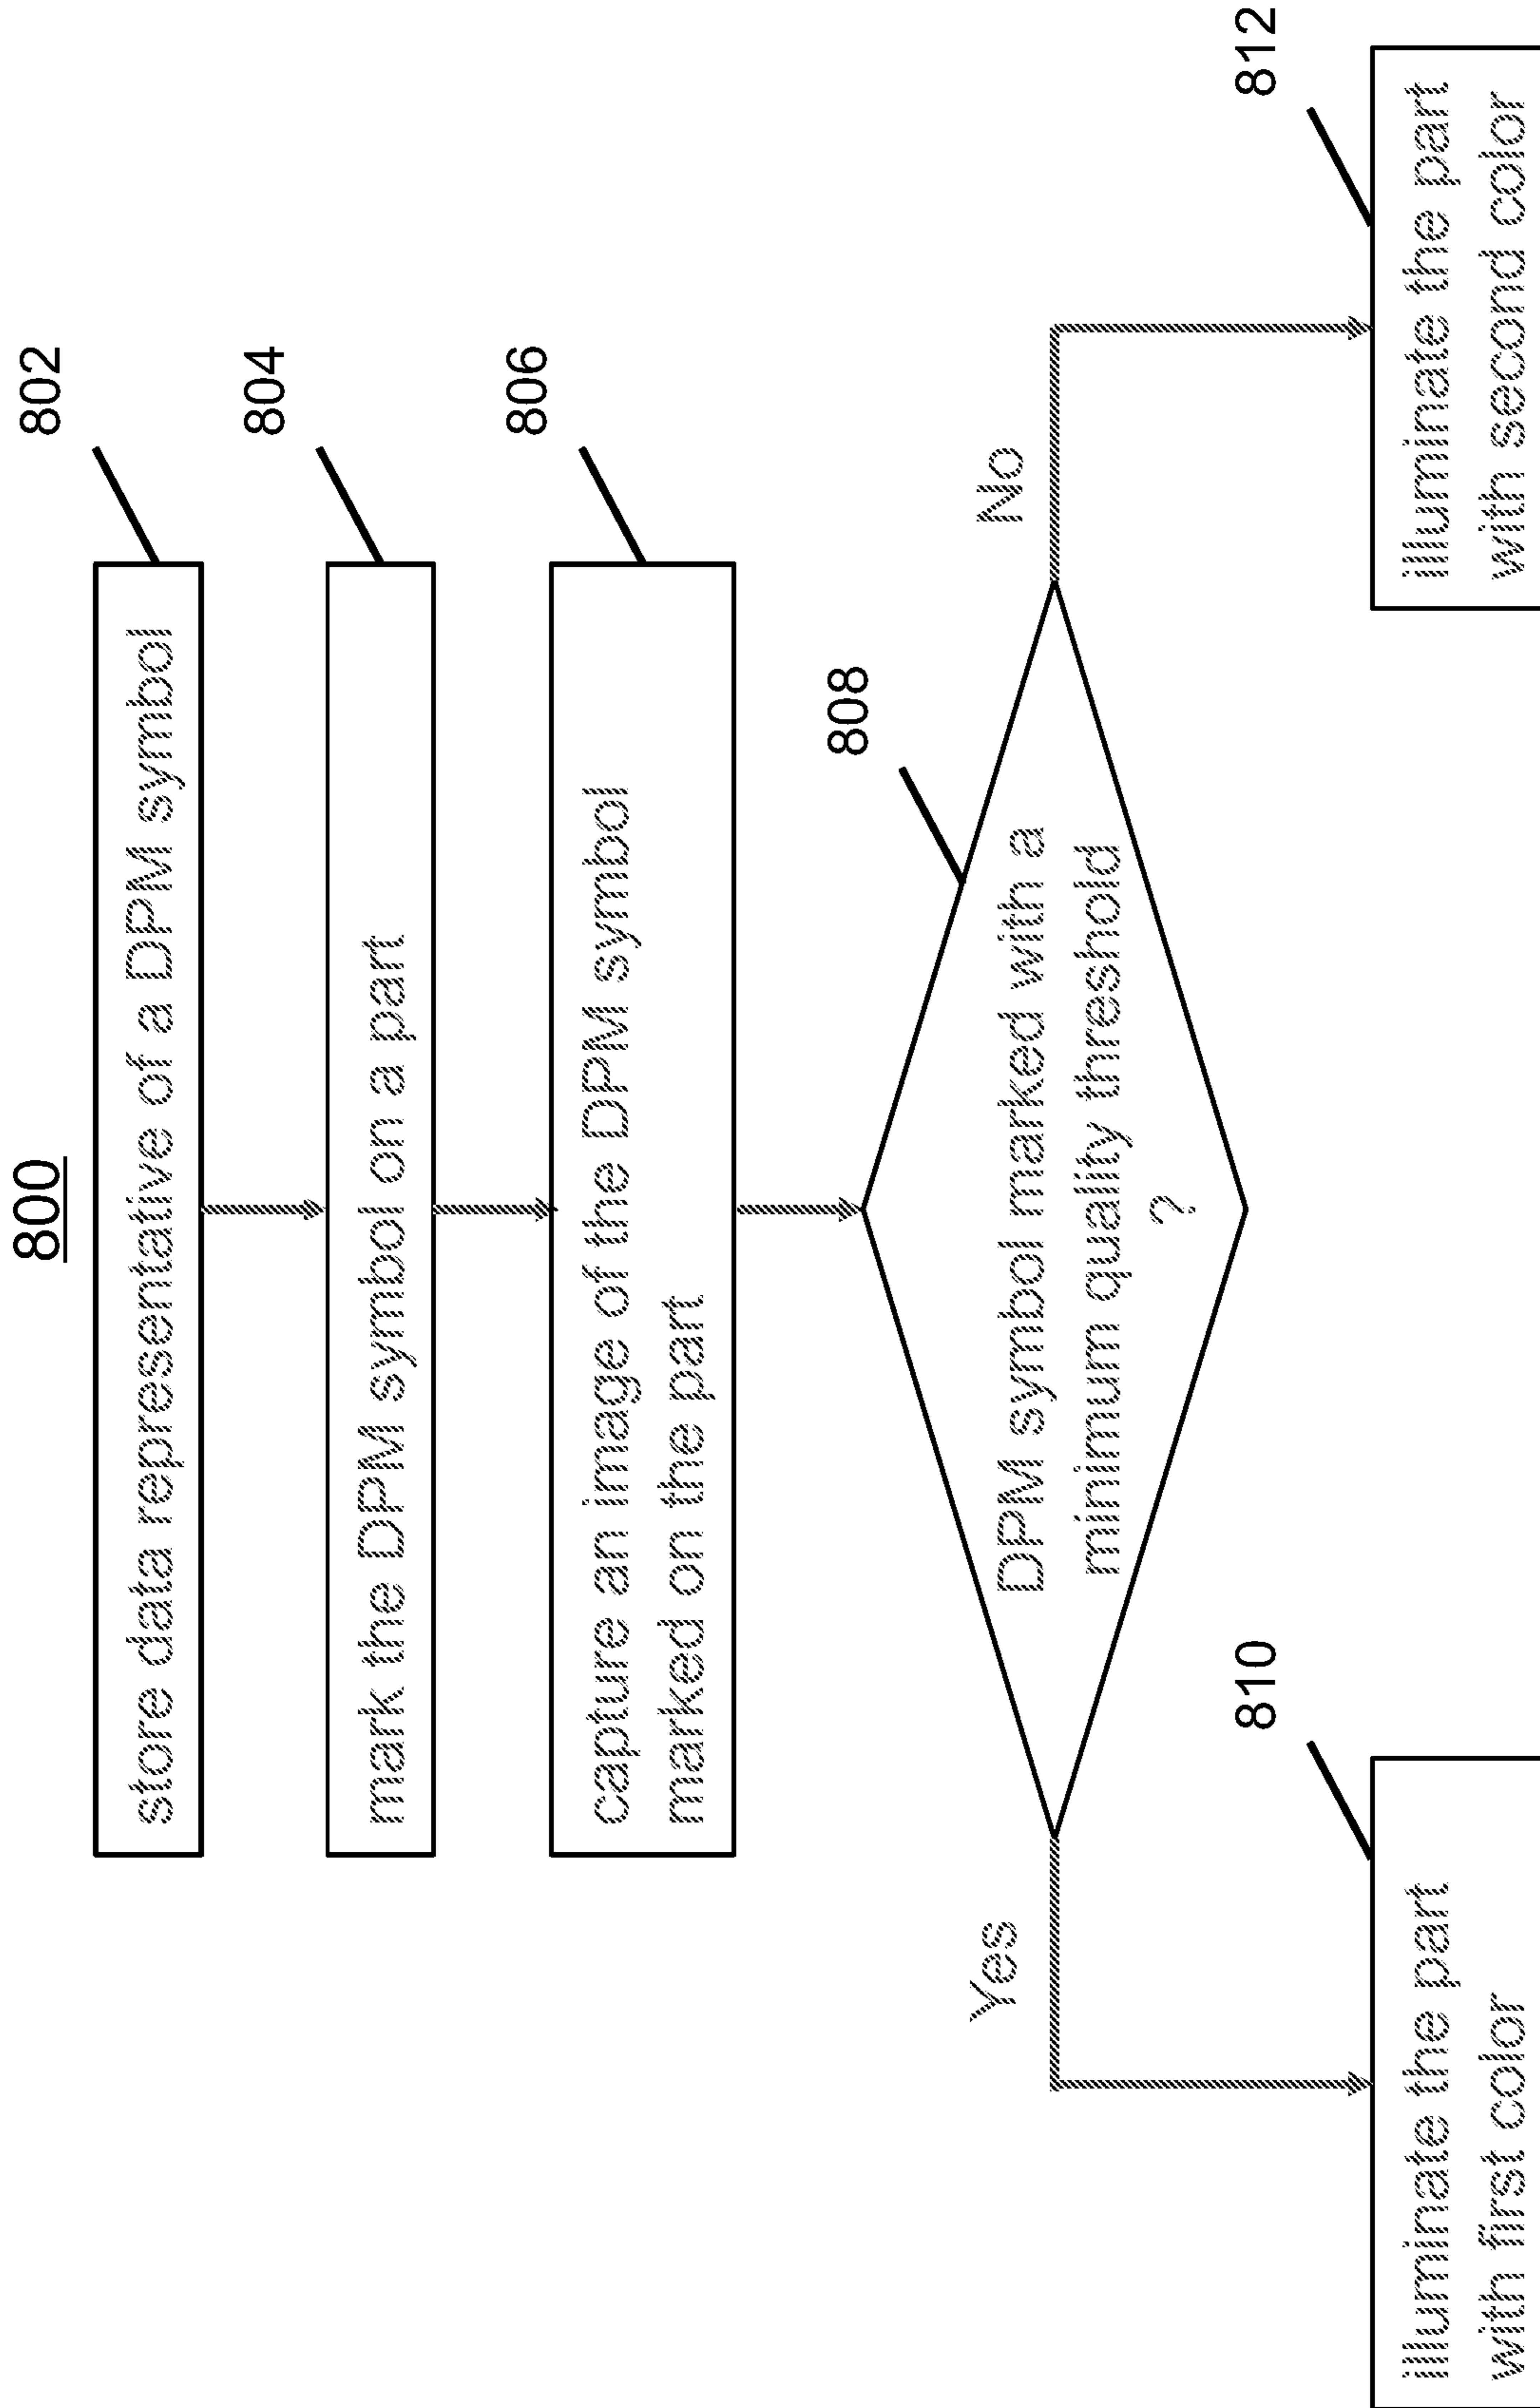 800
802
store data representative of a DPM symbol
804
mark the DPM symbol on a part
806
capture an image of the DPM symbol
marked on the part
808
DPM symbol marked with a
minimum quality threshold
?
Yes
No
810
illuminate the part
with first color
812
illuminate the part
with second color